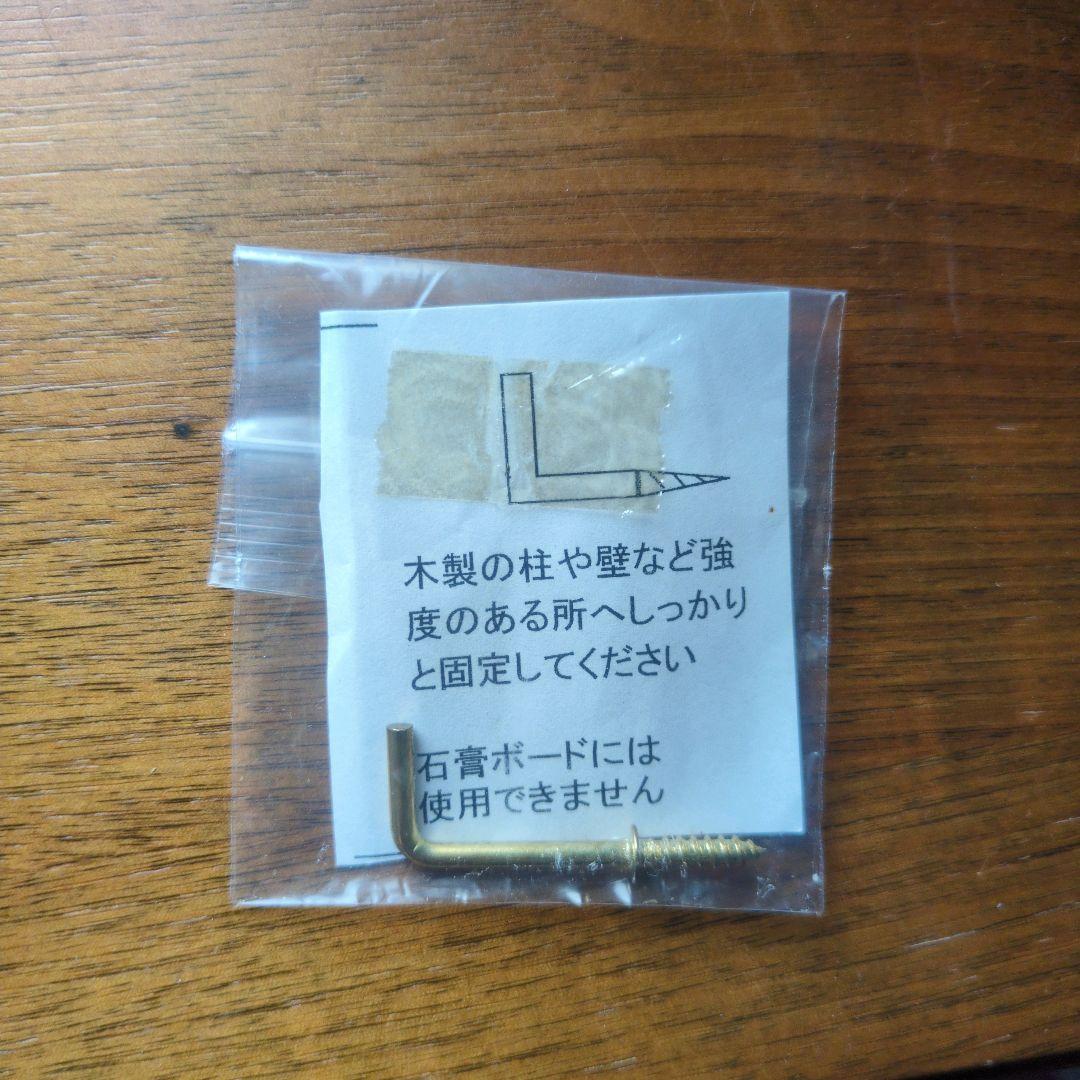 木製の柱や壁など強
度のある所へしっかり
と固定してください
石膏ボードには
使用できません